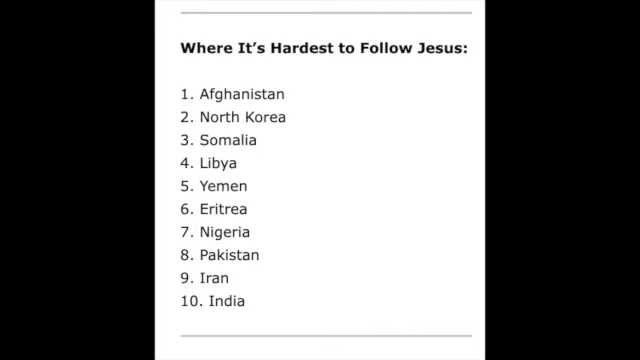 Where It's Hardest to Follow Jesus:
1. Afghanistan
2. North Korea
3. Somalia
4. Libya
5. Yemen
6. Eritrea
7. Nigeria
8. Pakistan
9. Iran
10. India